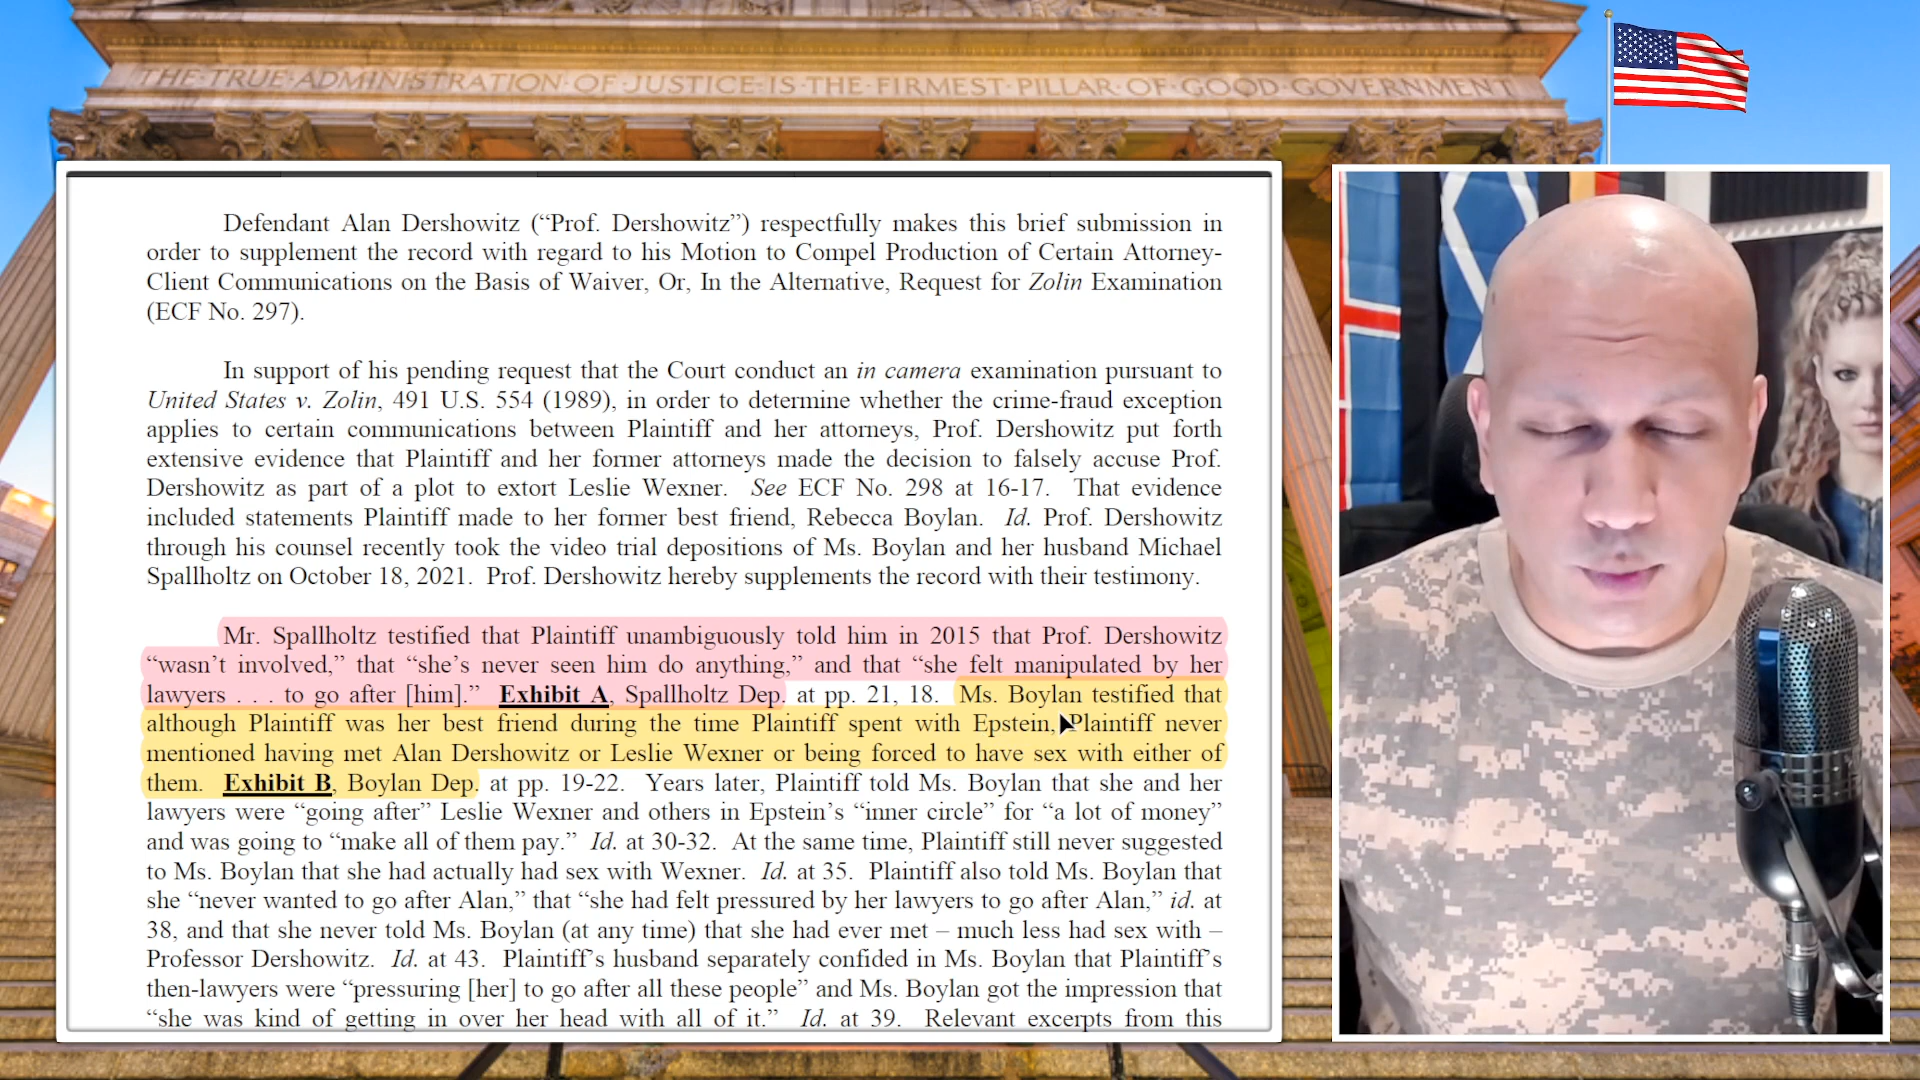 THE·TRUE·ADMINISTRATION·OF·JUSTICE·IS·THE·FIRMEST·PILLAR·OF·GOOD·GOVERNMENT
Defendant Alan Dershowitz (“Prof. Dershowitz”) respectfully makes this brief submission in
order to supplement the record with regard to his Motion to Compel Production of Certain Attorney-
Client Communications on the Basis of Waiver, Or, In the Alternative, Request for Zolin Examination
(ECF No. 297).
In support of his pending request that the Court conduct an in camera examination pursuant to
United States v. Zolin, 491 U.S. 554 (1989), in order to determine whether the crime-fraud exception
applies to certain communications between Plaintiff and her attorneys, Prof. Dershowitz put forth
extensive evidence that Plaintiff and her former attorneys made the decision to falsely accuse Prof.
Dershowitz as part of a plot to extort Leslie Wexner. See ECF No. 298 at 16-17. That evidence
included statements Plaintiff made to her former best friend, Rebecca Boylan. Id. Prof. Dershowitz
through his counsel recently took the video trial depositions of Ms. Boylan and her husband Michael
Spallholtz on October 18, 2021. Prof. Dershowitz hereby supplements the record with their testimony.
Mr. Spallholtz testified that Plaintiff unambiguously told him in 2015 that Prof. Dershowitz
“wasn’t involved,” that “she’s never seen him do anything,” and that “she felt manipulated by her
lawyers . . . to go after [him].” Exhibit A, Spallholtz Dep. at pp. 21, 18. Ms. Boylan testified that
although Plaintiff was her best friend during the time Plaintiff spent with Epstein, Plaintiff never
mentioned having met Alan Dershowitz or Leslie Wexner or being forced to have sex with either of
them. Exhibit B, Boylan Dep. at pp. 19-22. Years later, Plaintiff told Ms. Boylan that she and her
lawyers were “going after” Leslie Wexner and others in Epstein’s “inner circle” for “a lot of money”
and was going to “make all of them pay.” Id. at 30-32. At the same time, Plaintiff still never suggested
to Ms. Boylan that she had actually had sex with Wexner. Id. at 35. Plaintiff also told Ms. Boylan that
she “never wanted to go after Alan,” that “she had felt pressured by her lawyers to go after Alan,” id. at
38, and that she never told Ms. Boylan (at any time) that she had ever met – much less had sex with –
Professor Dershowitz. Id. at 43. Plaintiff’s husband separately confided in Ms. Boylan that Plaintiff’s
then-lawyers were “pressuring [her] to go after all these people” and Ms. Boylan got the impression that
“she was kind of getting in over her head with all of it.” Id. at 39. Relevant excerpts from this